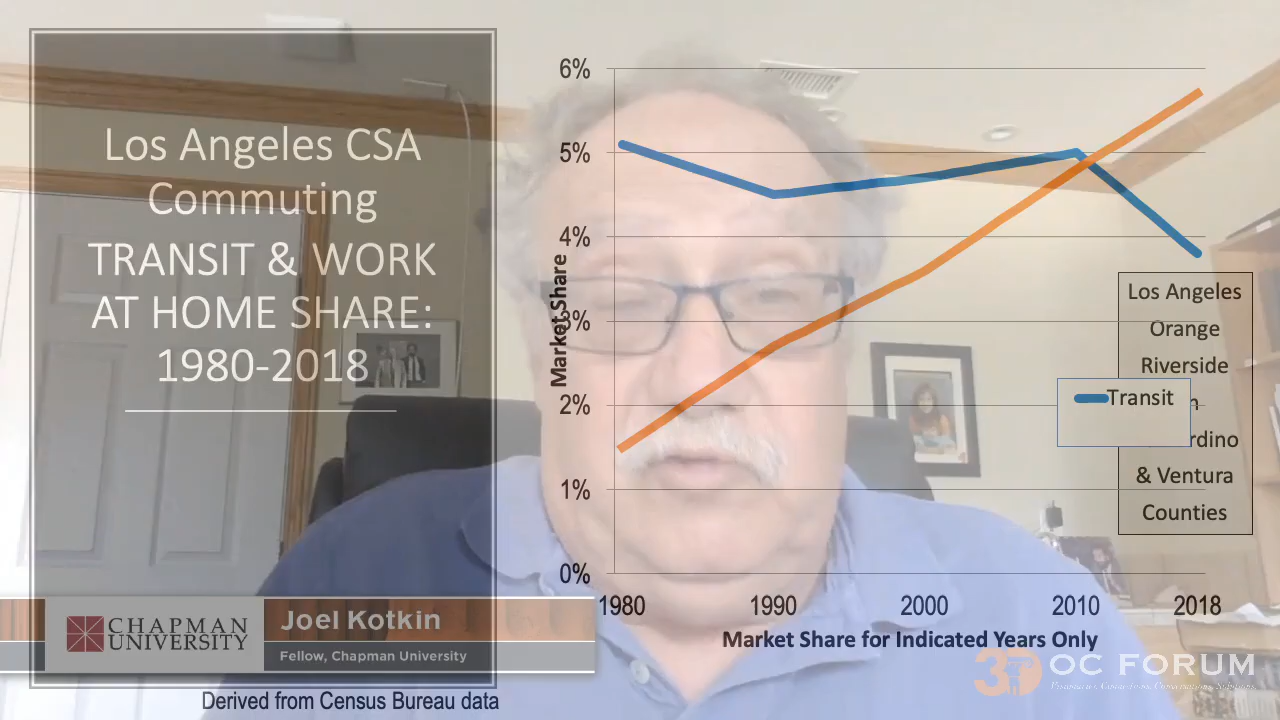 Los Angeles CSA
Commuting
TRANSIT & WORK
AT HOME SHARE:
1980-2018
6%
5%
4%
3%
2%
1%
0%
Market Share
1980
1990
2000
2010
2018
Market Share for Indicated Years Only
Los Angeles
Orange
Riverside
n
rdino
& Ventura
Counties
Transit
CHAPMAN
UNIVERSITY
Joel Kotkin
Fellow, Chapman University
Derived from Census Bureau data
OC FORUM